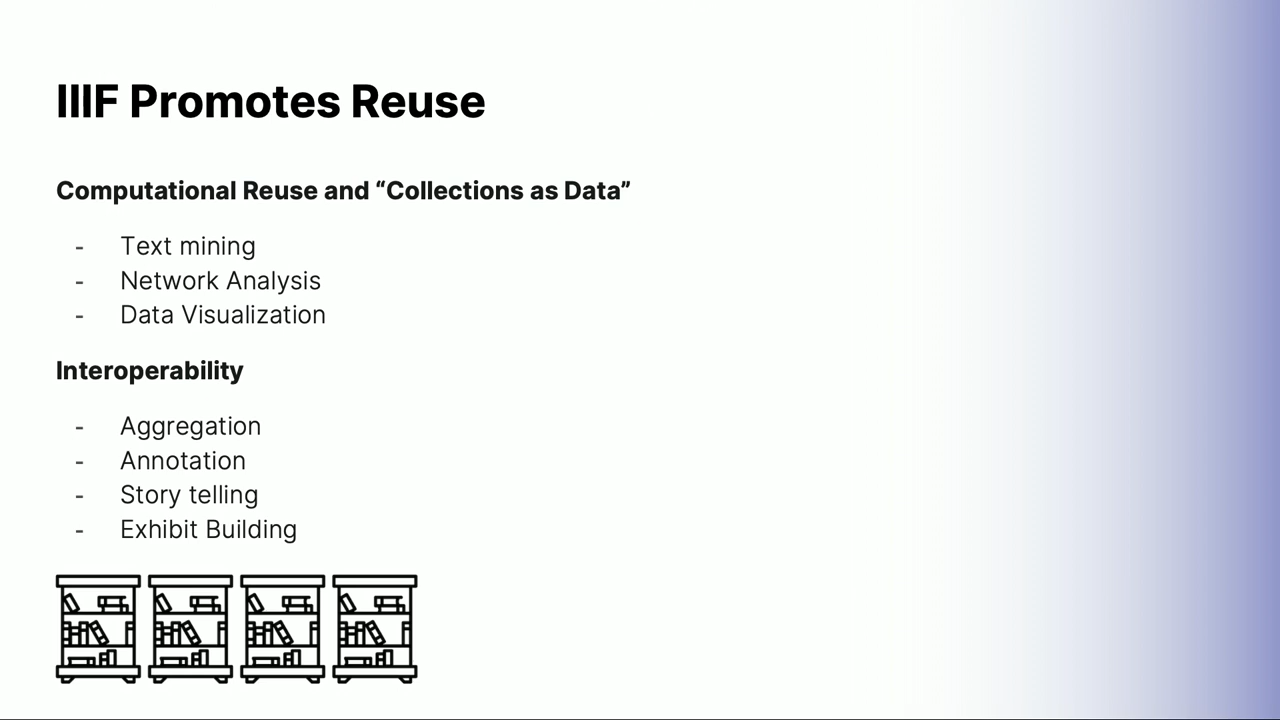 IIIF Promotes Reuse
Computational Reuse and “Collections as Data”
- Text mining
- Network Analysis
- Data Visualization
Interoperability
- Aggregation
- Annotation
- Story telling
- Exhibit Building